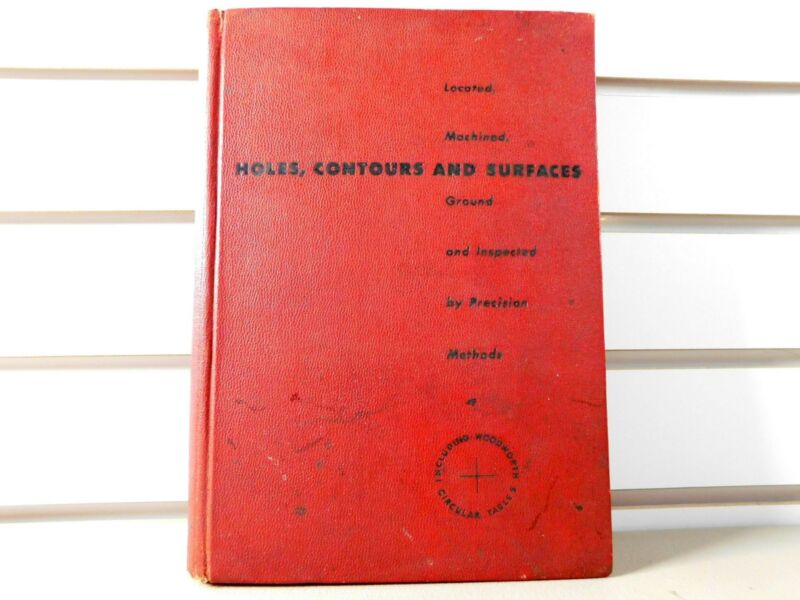 Located,
Machined,
HOLES, CONTOURS AND SURFACES
Ground
and Inspected
by Precision
Methods
INCLUDING WOODWORTH
CIRCULAR TABLES